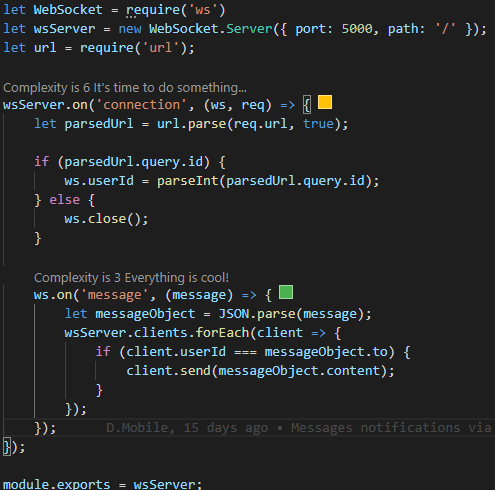 let WebSocket = require('ws')
let wsServer = new WebSocket.Server({ port: 5000, path: '/' });
let url = require('url');
Complexity is 6 It's time to do something...
wsServer.on('connection', (ws, req) => {
    let parsedUrl = url.parse(req.url, true);
    if (parsedUrl.query.id) {
        ws.userId = parseInt(parsedUrl.query.id);
    } else {
        ws.close();
    }
    Complexity is 3 Everything is cool!
    ws.on('message', (message) => {
        let messageObject = JSON.parse(message);
        wsServer.clients.forEach(client => {
            if (client.userId === messageObject.to) {
                client.send(messageObject.content);
            }
        });
    });     D.Mobile, 15 days ago • Messages notifications via
});
module.exports = wsServer;